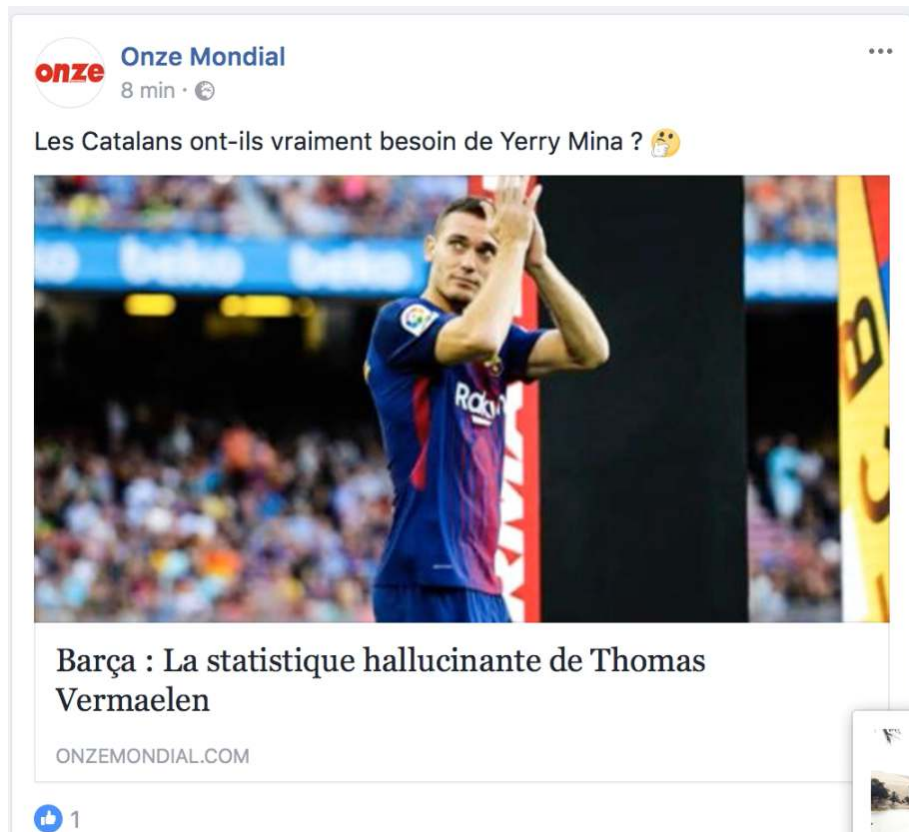 onze
Onze Mondial
8 min ·
Les Catalans ont-ils vraiment besoin de Yerry Mina ? 🤔
beko beko
Barça : La statistique hallucinante de Thomas
Vermaelen
ONZEMONDIAL.COM
1